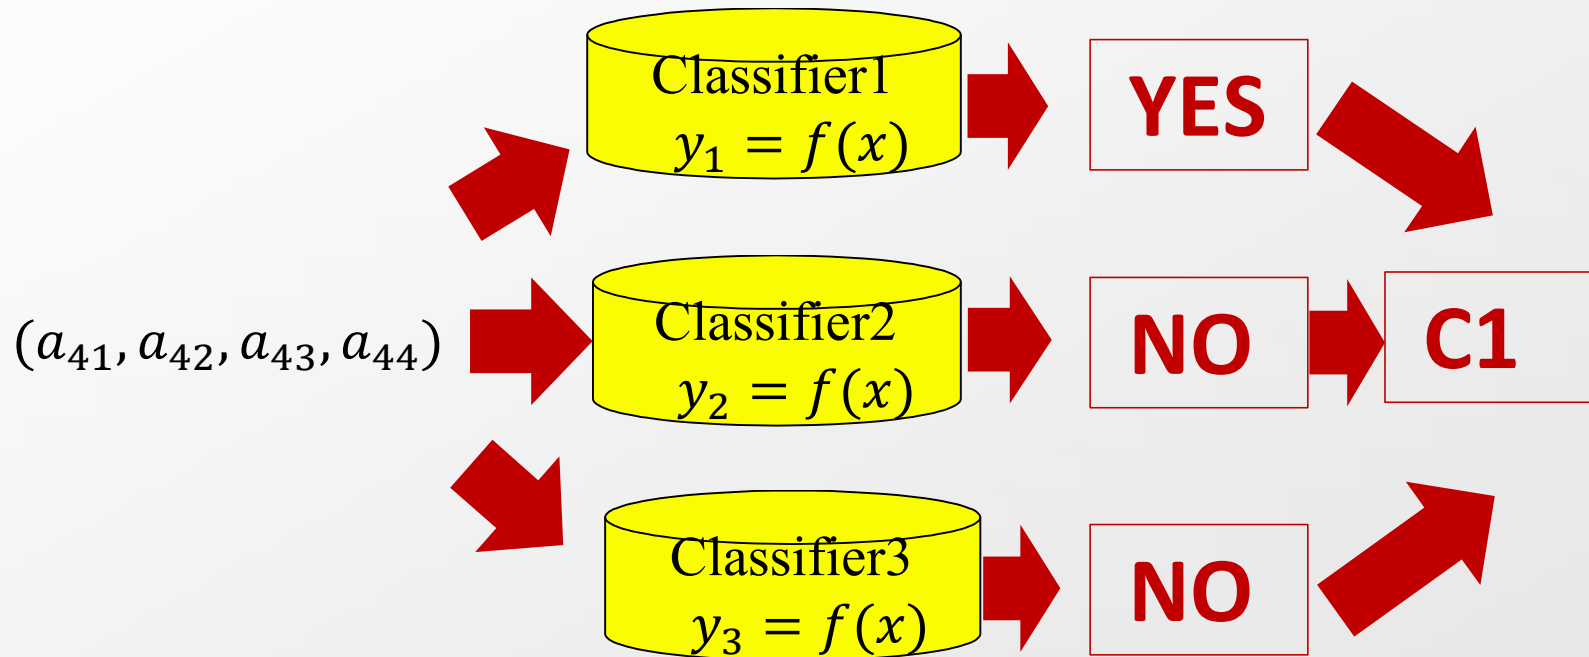 Classifier1
𝑦₁ = 𝑓(𝑥)
YES
(𝑎₄₁, 𝑎₄₂, 𝑎₄₃, 𝑎₄₄)
Classifier2
𝑦₂ = 𝑓(𝑥)
NO
C1
Classifier3
𝑦₃ = 𝑓(𝑥)
NO